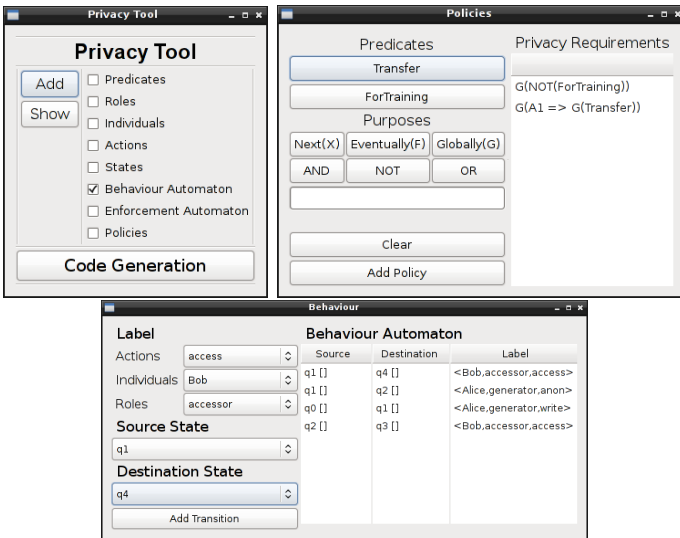 Privacy Tool
Privacy Tool
Add
Show
Predicates
Roles
Individuals
Actions
States
Behaviour Automaton
Enforcement Automaton
Policies
Code Generation
Policies
Predicates
Transfer
ForTraining
Purposes
Next(X) Eventually(F) Globally(G)
AND NOT OR
Clear
Add Policy
Privacy Requirements
G(NOT(ForTraining))
G(A1 => G(Transfer))
Behaviour
Label
Actions access
Individuals Bob
Roles accessor
Source State
q1
Destination State
q4
Add Transition
Behaviour Automaton
Source Destination Label
q1 [] q4 [] <Bob,accessor,access>
q1 [] q2 [] <Alice,generator,anon>
q0 [] q1 [] <Alice,generator,write>
q2 [] q3 [] <Bob,accessor,access>